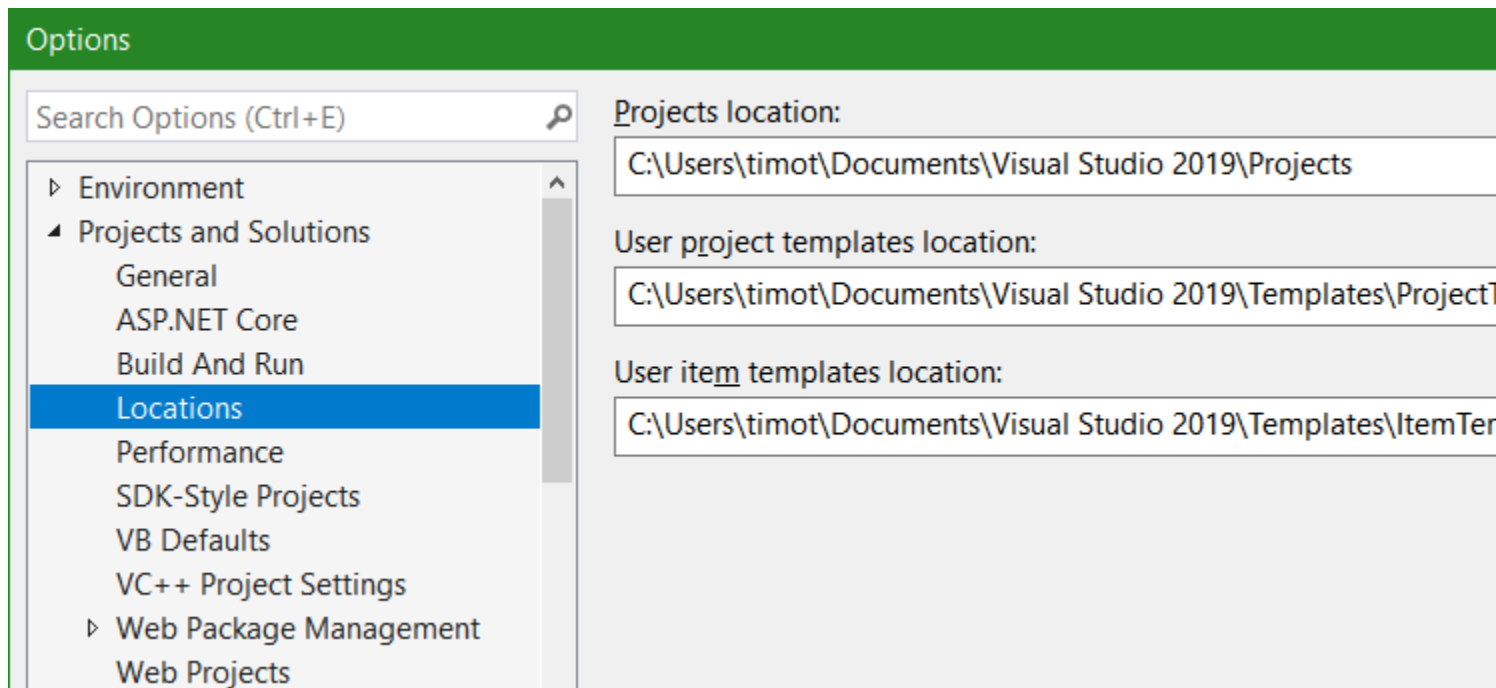 Options
Search Options (Ctrl+E)
Environment
Projects and Solutions
General
ASP.NET Core
Build And Run
Locations
Performance
SDK-Style Projects
VB Defaults
VC++ Project Settings
Web Package Management
Web Projects
Projects location:
C:\Users\timot\Documents\Visual Studio 2019\Projects
User project templates location:
C:\Users\timot\Documents\Visual Studio 2019\Templates\ProjectT
User item templates location:
C:\Users\timot\Documents\Visual Studio 2019\Templates\ItemTer